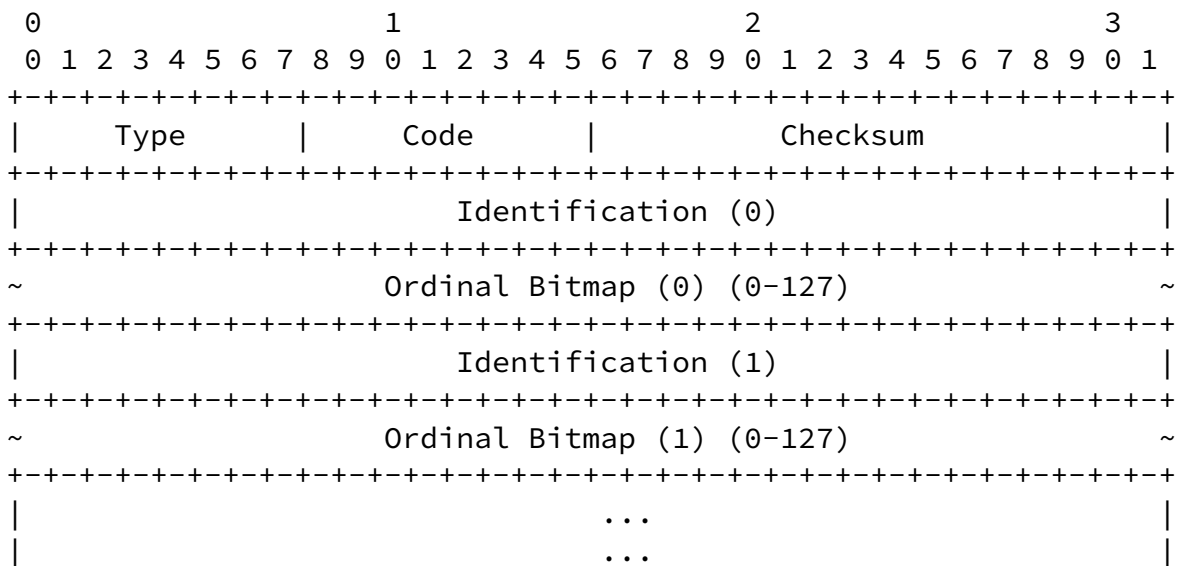 0                   1                   2                   3
 0 1 2 3 4 5 6 7 8 9 0 1 2 3 4 5 6 7 8 9 0 1 2 3 4 5 6 7 8 9 0 1
+-+-+-+-+-+-+-+-+-+-+-+-+-+-+-+-+-+-+-+-+-+-+-+-+-+-+-+-+-+-+-+-+
|     Type      |     Code      |          Checksum             |
+-+-+-+-+-+-+-+-+-+-+-+-+-+-+-+-+-+-+-+-+-+-+-+-+-+-+-+-+-+-+-+-+
|                        Identification (0)                     |
+-+-+-+-+-+-+-+-+-+-+-+-+-+-+-+-+-+-+-+-+-+-+-+-+-+-+-+-+-+-+-+-+
~                    Ordinal Bitmap (0) (0-127)                 ~
+-+-+-+-+-+-+-+-+-+-+-+-+-+-+-+-+-+-+-+-+-+-+-+-+-+-+-+-+-+-+-+-+
|                        Identification (1)                     |
+-+-+-+-+-+-+-+-+-+-+-+-+-+-+-+-+-+-+-+-+-+-+-+-+-+-+-+-+-+-+-+-+
~                    Ordinal Bitmap (1) (0-127)                 ~
+-+-+-+-+-+-+-+-+-+-+-+-+-+-+-+-+-+-+-+-+-+-+-+-+-+-+-+-+-+-+-+-+
|                                ...                            |
|                                ...                            |